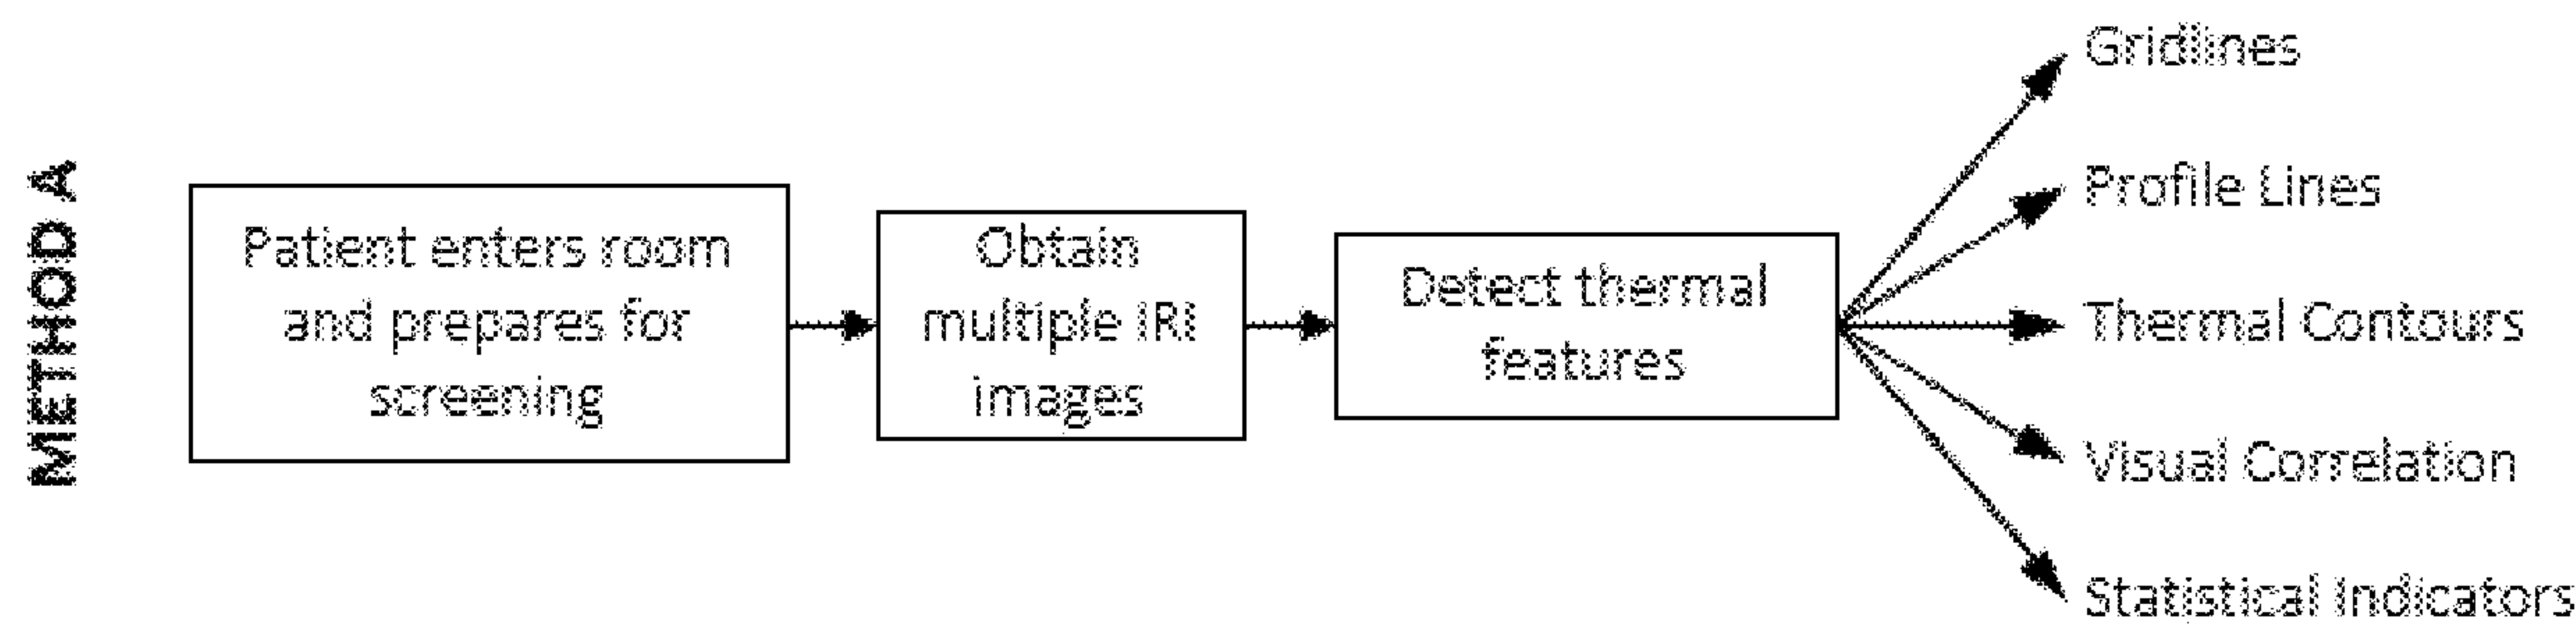 METHOD A
Patient enters room
and prepares for
screening
Obtain
multiple IRI
images
Detect thermal
features
Gridlines
Profile Lines
Thermal Contours
Visual Correlation
Statistical Indicators